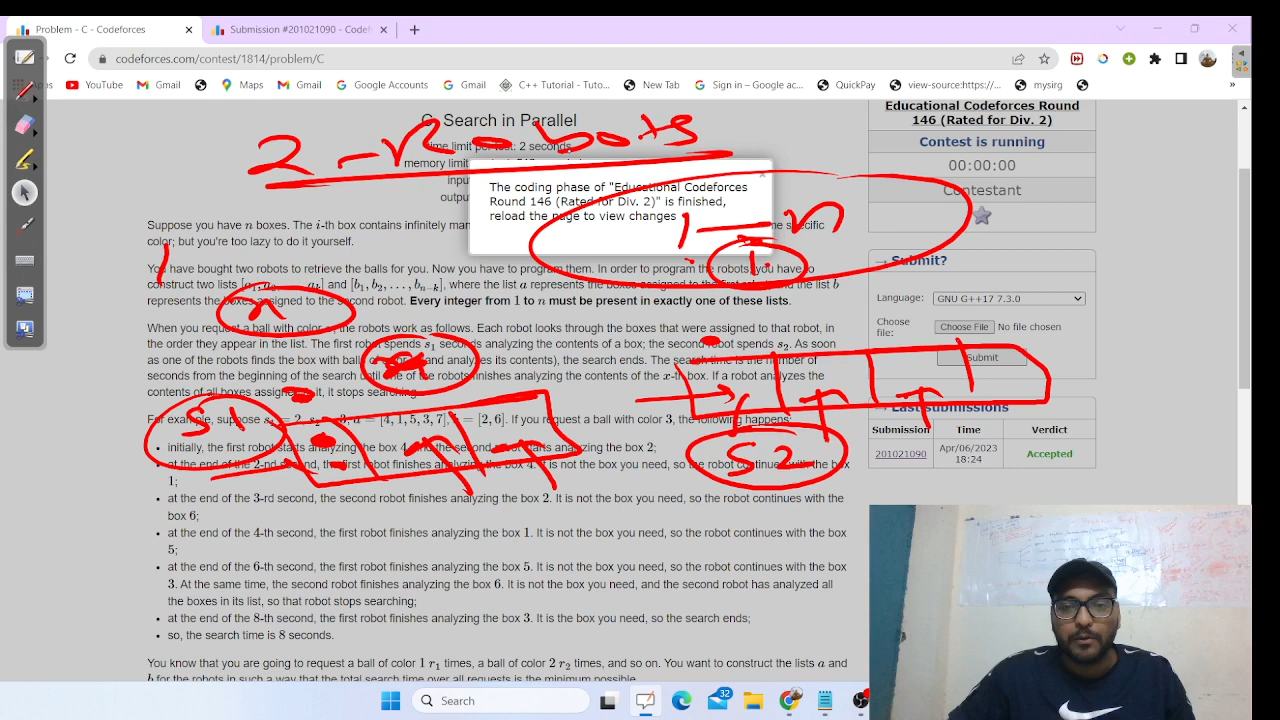 Problem - C - Codeforces
Submission #201021090 - Codef
codeforces.com/contest/1814/problem/C
YouTube Gmail Maps Gmail Google Accounts Gmail C++ Tutorial - Tuto... New Tab Sign in – Google ac... QuickPay view-source:https://... mysirg »
C. Search in Parallel
time limit per test: 2 seconds
memory limit
input
output
2 - Robots
The coding phase of "Educational Codeforces
Round 146 (Rated for Div. 2)" is finished,
reload the page to view changes
1 — n
1
Suppose you have n boxes. The i-th box contains infinitely man
e specific
color; but you're too lazy to do it yourself.
You have bought two robots to retrieve the balls for you. Now you have to program them. In order to program the robots, you have to
construct two lists and [b1, b2, . . . , bn−k], where the list a represents the boxes assigned to the first and the list b
represents the boxes assigned to the second robot. Every integer from 1 to n must be present in exactly one of these lists.
When you request a ball with color the robots work as follows. Each robot looks through the boxes that were assigned to that robot, in
the order they appear in the list. The first robot spends s1 seconds analyzing the contents of a box; the second robot spends s2. As soon
as one of the robots finds the box with ball and analyzes its contents), the search ends. The search time is the number of
seconds from the beginning of the search until one of the robots finishes analyzing the contents of the x-th box. If a robot analyzes the
contents of all boxes assigned to it, it stops searching.
For example, suppose s1 = 2, s2 = 3, a = [4, 1, 5, 3, 7], b = [2, 6]. If you request a ball with color 3, the following happens:
S1
S2
initially, the first robot starts analyzing the box 4 and the second robot starts analyzing the box 2;
at the end of the 2-nd second, the first robot finishes analyzing the box 4. It is not the box you need, so the robot continues with the box
1;
at the end of the 3-rd second, the second robot finishes analyzing the box 2. It is not the box you need, so the robot continues with the
box 6;
at the end of the 4-th second, the first robot finishes analyzing the box 1. It is not the box you need, so the robot continues with the box
5;
at the end of the 6-th second, the first robot finishes analyzing the box 5. It is not the box you need, so the robot continues with the box
3. At the same time, the second robot finishes analyzing the box 6. It is not the box you need, and the second robot has analyzed all
the boxes in its list, so that robot stops searching;
at the end of the 8-th second, the first robot finishes analyzing the box 3. It is the box you need, so the search ends;
so, the search time is 8 seconds.
You know that you are going to request a ball of color 1 r1 times, a ball of color 2 r2 times, and so on. You want to construct the lists a and
b for the robots in such a way that the total search time over all requests is the minimum possible.
Educational Codeforces Round
146 (Rated for Div. 2)
Contest is running
00:00:00
Contestant
→ Submit?
Language: GNU G++17 7.3.0
Choose
file:
Choose File No file chosen
Submit
Last submissions
Submission Time Verdict
201021090 Apr/06/2023
18:24 Accepted
Search
32